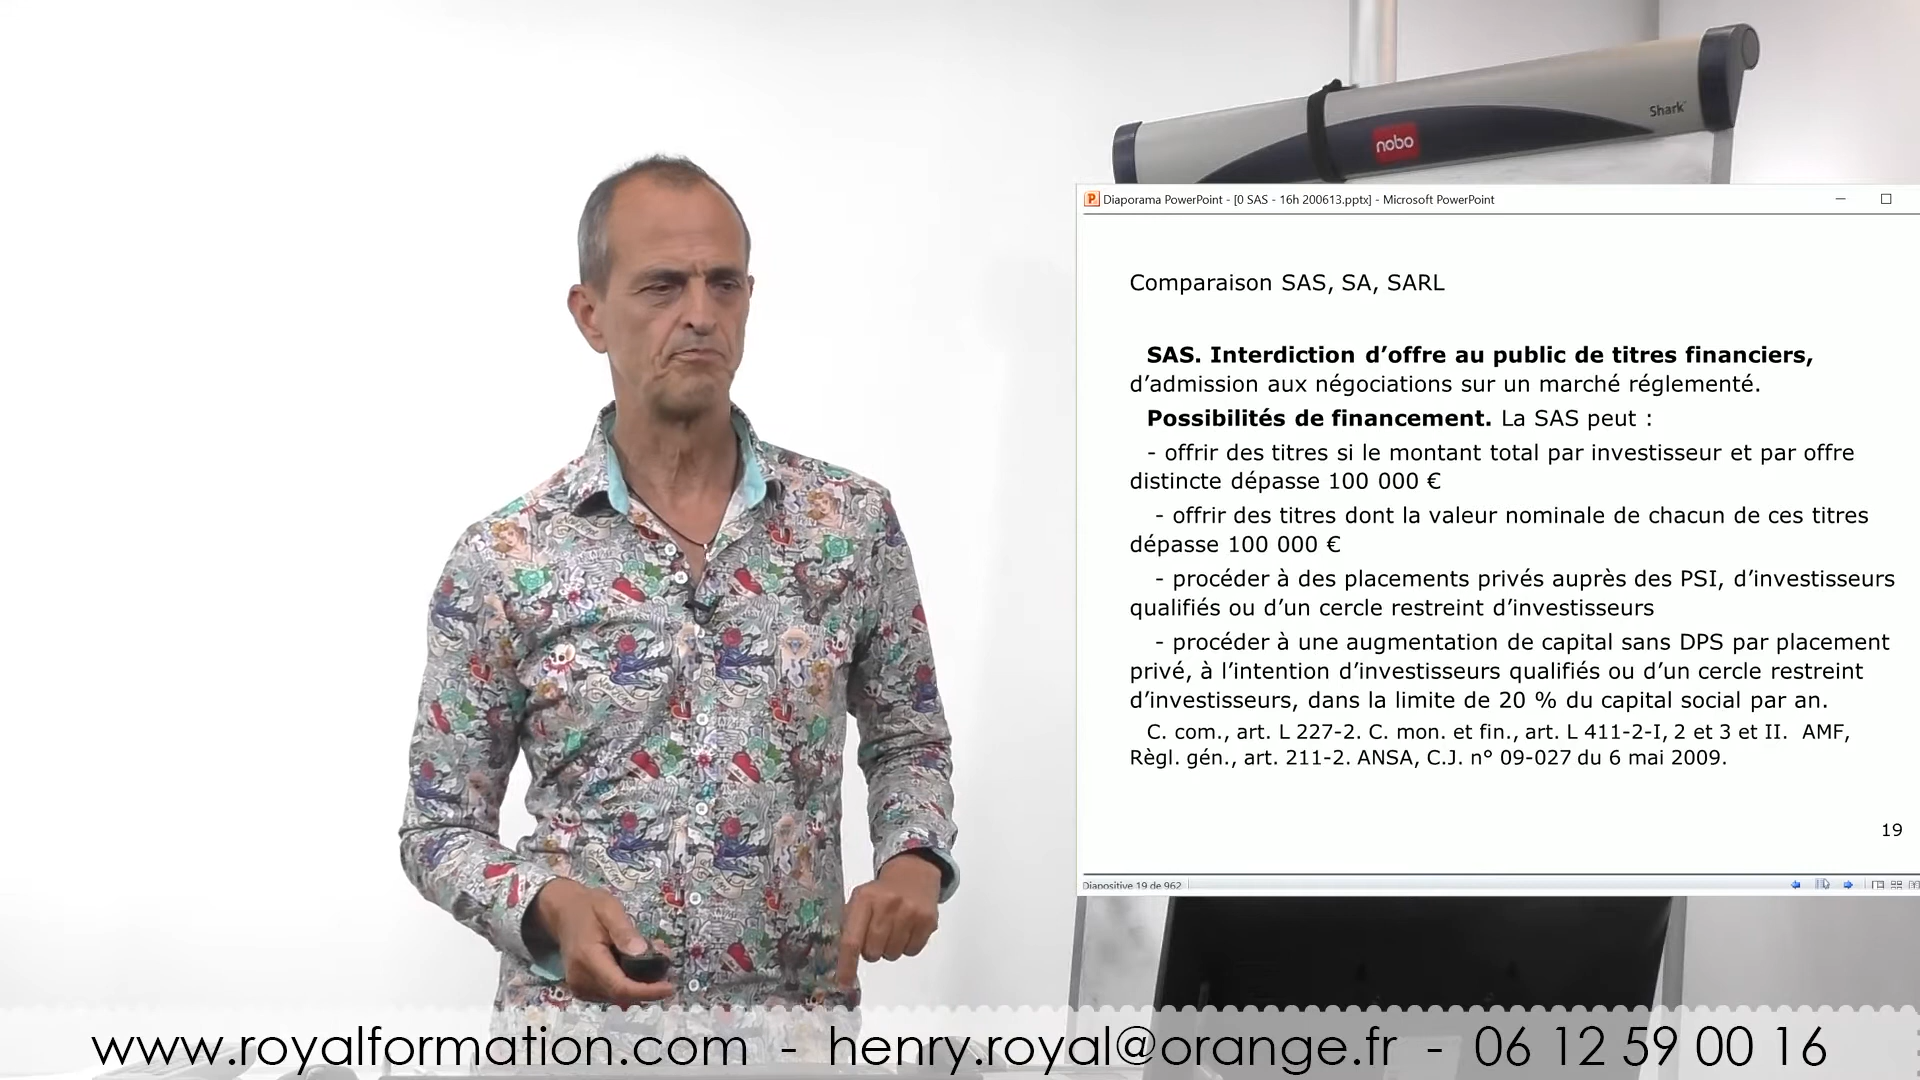 Shark
nobo
Diaporama PowerPoint - [0 SAS - 16h 200613.pptx] - Microsoft PowerPoint
Comparaison SAS, SA, SARL
SAS. Interdiction d’offre au public de titres financiers,
d’admission aux négociations sur un marché réglementé.
Possibilités de financement. La SAS peut :
- offrir des titres si le montant total par investisseur et par offre
distincte dépasse 100 000 €
- offrir des titres dont la valeur nominale de chacun de ces titres
dépasse 100 000 €
- procéder à des placements privés auprès des PSI, d’investisseurs
qualifiés ou d’un cercle restreint d’investisseurs
- procéder à une augmentation de capital sans DPS par placement
privé, à l’intention d’investisseurs qualifiés ou d’un cercle restreint
d’investisseurs, dans la limite de 20 % du capital social par an.
C. com., art. L 227-2. C. mon. et fin., art. L 411-2-I, 2 et 3 et II. AMF,
Règl. gén., art. 211-2. ANSA, C.J. n° 09-027 du 6 mai 2009.
19
Diapositive 19 de 962
www.royalformation.com - henry.royal@orange.fr - 06 12 59 00 16